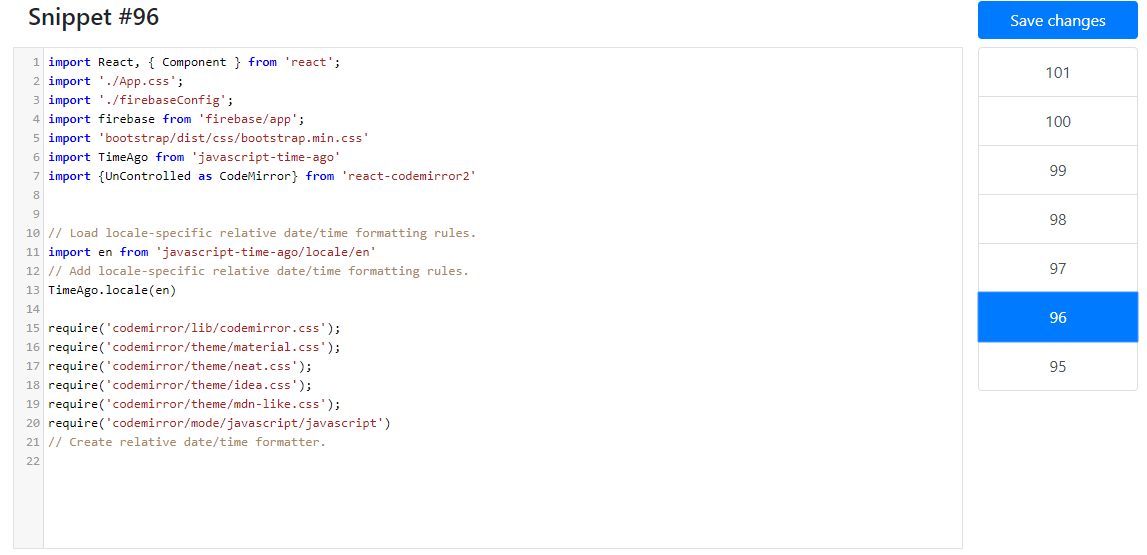 Snippet #96
Save changes
1 import React, { Component } from 'react';
2 import './App.css';
3 import './firebaseConfig';
4 import firebase from 'firebase/app';
5 import 'bootstrap/dist/css/bootstrap.min.css'
6 import TimeAgo from 'javascript-time-ago'
7 import {UnControlled as CodeMirror} from 'react-codemirror2'
8
9
10 // Load locale-specific relative date/time formatting rules.
11 import en from 'javascript-time-ago/locale/en'
12 // Add locale-specific relative date/time formatting rules.
13 TimeAgo.locale(en)
14
15 require('codemirror/lib/codemirror.css');
16 require('codemirror/theme/material.css');
17 require('codemirror/theme/neat.css');
18 require('codemirror/theme/idea.css');
19 require('codemirror/theme/mdn-like.css');
20 require('codemirror/mode/javascript/javascript')
21 // Create relative date/time formatter.
22
101
100
99
98
97
96
95